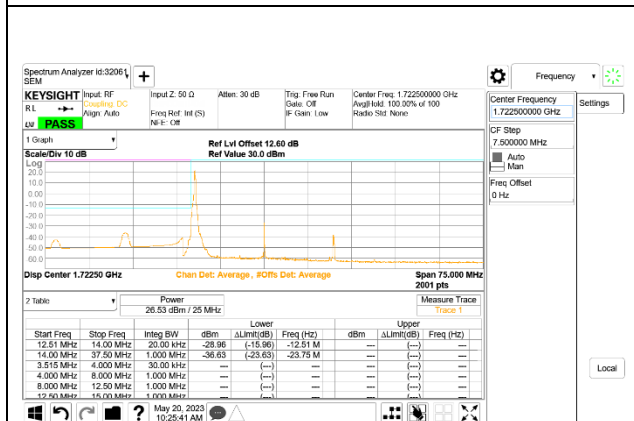 Spectrum Analyzer Id:32061
SEM
Frequency
KEYSIGHT Input: RF Input Z: 50 Ω Atten: 30 dB Trig: Free Run Center Freq: 1.722500000 GHz
RL Coupling: DC Gate: Off Avg|Hold: 100.00% of 100
Align: Auto Freq Ref: Int (S) IF Gain: Low Radio Std: None
PASS NFE: Off
Center Frequency
1.722500000 GHz
Settings
CF Step
7.500000 MHz
Auto
Man
Freq Offset
0 Hz
Local
1 Graph
Ref Lvl Offset 12.60 dB
Scale/Div 10 dB Ref Value 30.0 dBm
Log
20.0
10.0
0.00
-10.0
-20.0
-30.0
-40.0
-50.0
-60.0
Disp Center 1.72250 GHz Chan Det: Average , #Offs Det: Average Span 75.000 MHz
2001 pts
2 Table Power Measure Trace
26.53 dBm / 25 MHz Trace 1
Lower Upper
Start Freq Stop Freq Integ BW dBm ΔLimit(dB) Freq (Hz) dBm ΔLimit(dB) Freq (Hz)
12.51 MHz 14.00 MHz 20.00 kHz -28.96 (-15.96) -12.51 M --- (---) ---
14.00 MHz 37.50 MHz 1.000 MHz -36.63 (-23.63) -23.75 M --- (---) ---
3.515 MHz 4.000 MHz 30.00 kHz --- (---) --- --- (---) ---
4.000 MHz 8.000 MHz 1.000 MHz --- (---) --- --- (---) ---
8.000 MHz 12.50 MHz 1.000 MHz --- (---) --- --- (---) ---
12.50 MHz 15.00 MHz 1.000 MHz --- (---) --- --- (---) ---
? May 20, 2023
10:25:41 AM